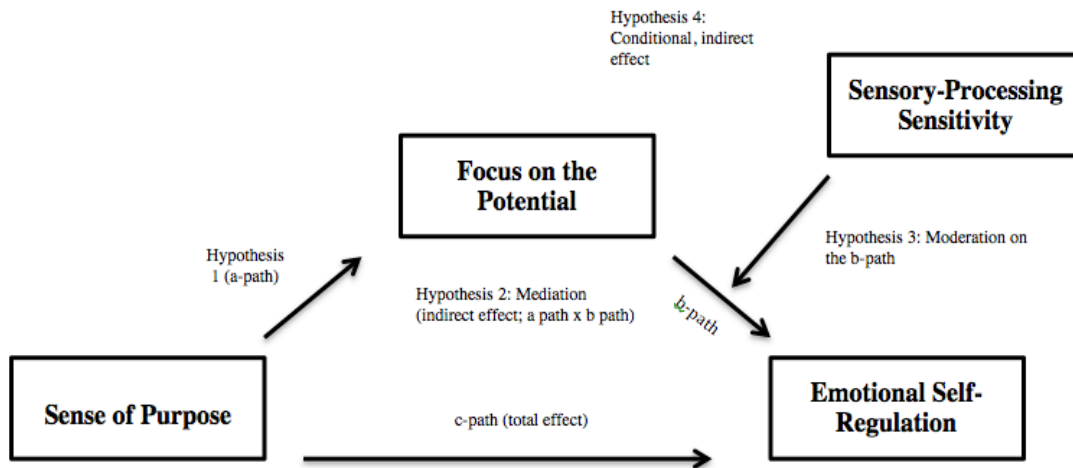 Hypothesis 4:
Conditional, indirect
effect
Sensory-Processing
Sensitivity
Focus on the
Potential
Hypothesis
1 (a-path)
Hypothesis 3: Moderation on
the b-path
Hypothesis 2: Mediation
(indirect effect; a path x b path)
b-path
Sense of Purpose
Emotional Self-
Regulation
c-path (total effect)